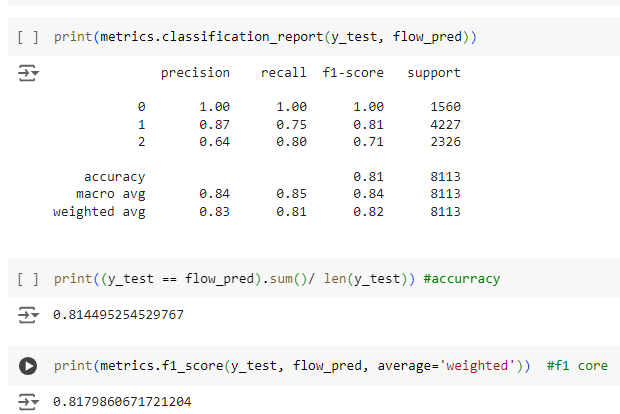 [ ] print(metrics.classification_report(y_test, flow_pred))
precision recall f1-score support
0 1.00 1.00 1.00 1560
1 0.87 0.75 0.81 4227
2 0.64 0.80 0.71 2326
accuracy 0.81 8113
macro avg 0.84 0.85 0.84 8113
weighted avg 0.83 0.81 0.82 8113
[ ] print((y_test == flow_pred).sum()/ len(y_test)) #accurracy
0.814495254529767
print(metrics.f1_score(y_test, flow_pred, average='weighted')) #f1 core
0.8179860671721204